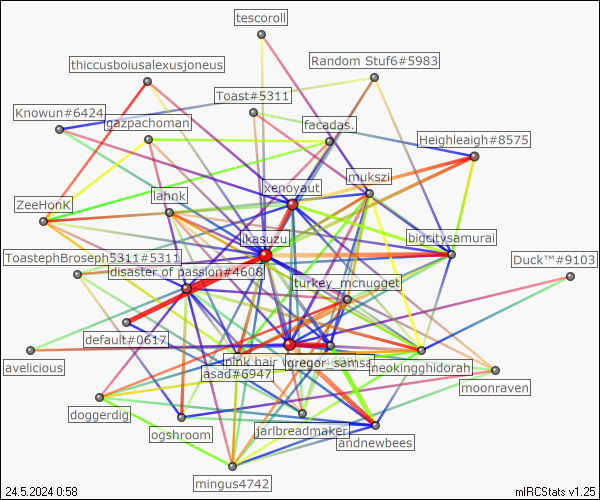 tescoroll
Random Stuf6#5983
thiccusboiusalexusjoneus
Toast#5311
Knowun#6424
gazpachoman
facadas.
Heighleaigh#8575
mukszi
xenoyaut
lahnk
ZeeHonK
ikasuzu
bigcitysamurai
ToastephBroseph5311#5311
Duck™#9103
disaster of passion#4608
turkey_mcnugget
default#0617
avelicious
pink hair
gregor_samsa
neokingghidorah
asad#6947
moonraven
doggerdig
ogshroom
jarlbreadmaker
andnewbees
mingus4742
24.5.2024 0:58
mIRCStats v1.25